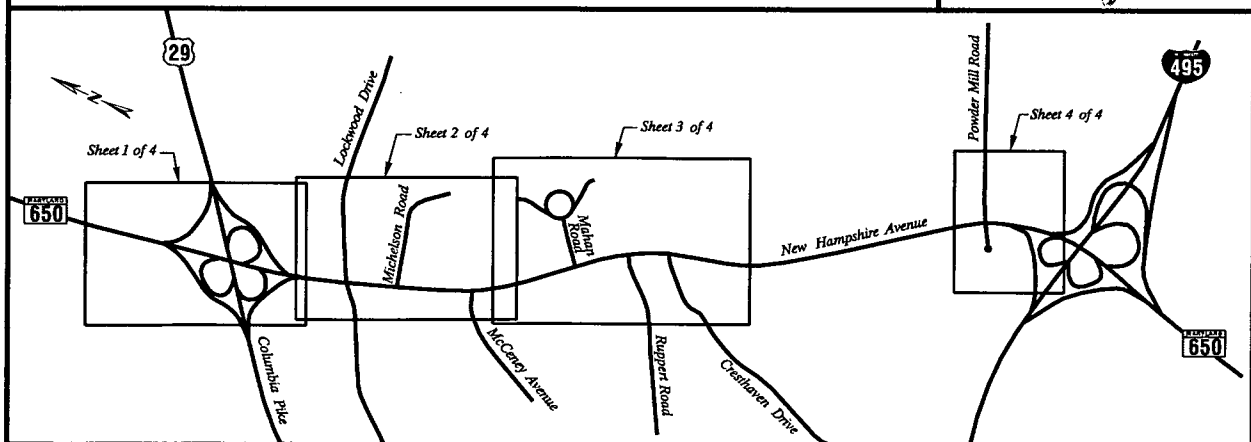 29
495
N
Lockwood Drive
Powder Mill Road
Sheet 1 of 4
Sheet 2 of 4
Sheet 3 of 4
Sheet 4 of 4
MARYLAND
650
Michelson Road
Mahan
Road
New Hampshire Avenue
McCeney Avenue
Columbia Pike
Ruppert Road
Cresthaven Drive
MARYLAND
650